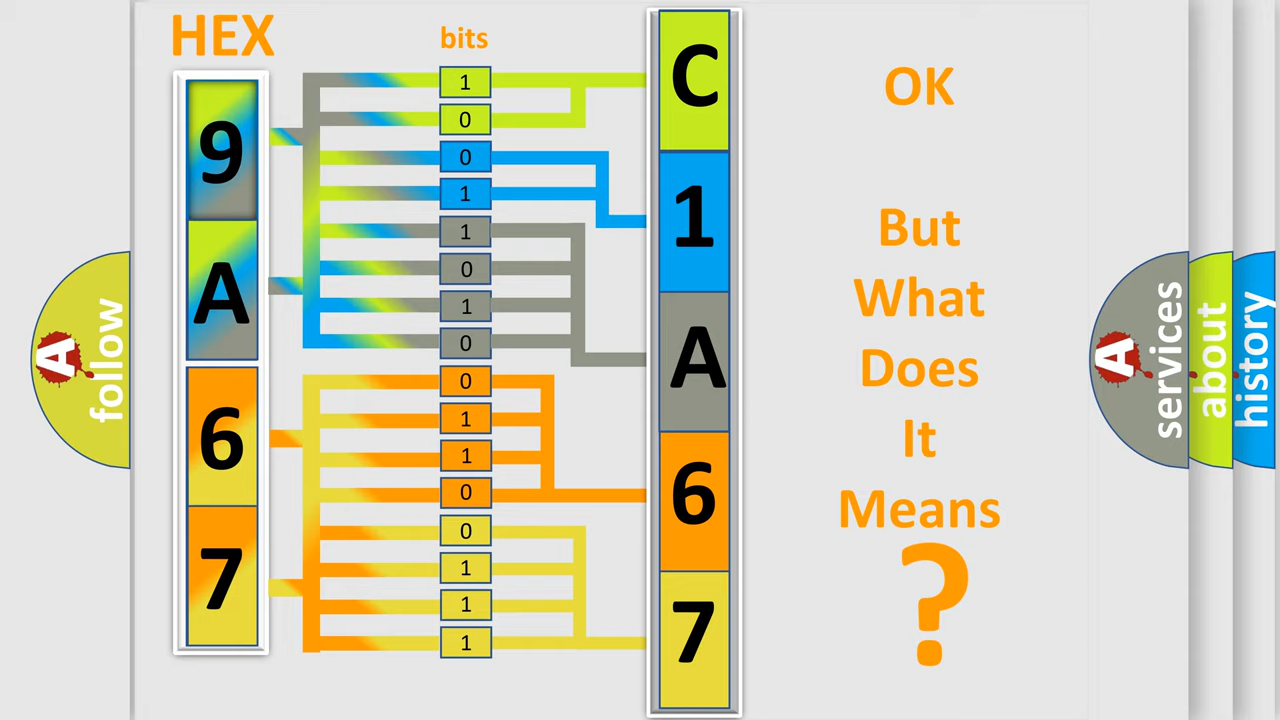 HEX
bits
9
A
6
7
1
0
0
1
1
0
1
0
0
1
1
0
0
1
1
1
C
1
A
6
7
OK
But
What
Does
It
Means
?
A
follow
A
services
about
history